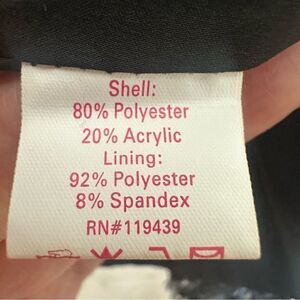 Shell:
80% Polyester
20% Acrylic
Lining:
92% Polyester
8% Spandex
RN#119439